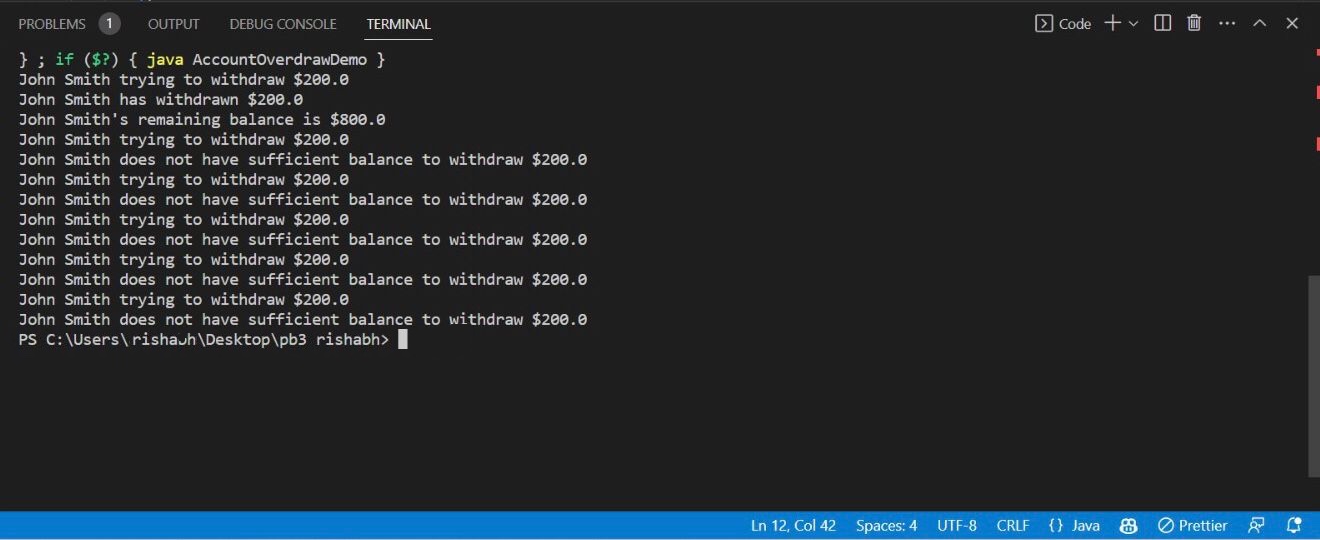 PROBLEMS 1 OUTPUT DEBUG CONSOLE TERMINAL Code
} ; if ($?) { java AccountOverdrawDemo }
John Smith trying to withdraw $200.0
John Smith has withdrawn $200.0
John Smith's remaining balance is $800.0
John Smith trying to withdraw $200.0
John Smith does not have sufficient balance to withdraw $200.0
John Smith trying to withdraw $200.0
John Smith does not have sufficient balance to withdraw $200.0
John Smith trying to withdraw $200.0
John Smith does not have sufficient balance to withdraw $200.0
John Smith trying to withdraw $200.0
John Smith does not have sufficient balance to withdraw $200.0
John Smith trying to withdraw $200.0
John Smith does not have sufficient balance to withdraw $200.0
PS C:\Users\rishabh\Desktop\pb3 rishabh>
Ln 12, Col 42 Spaces: 4 UTF-8 CRLF {} Java Prettier